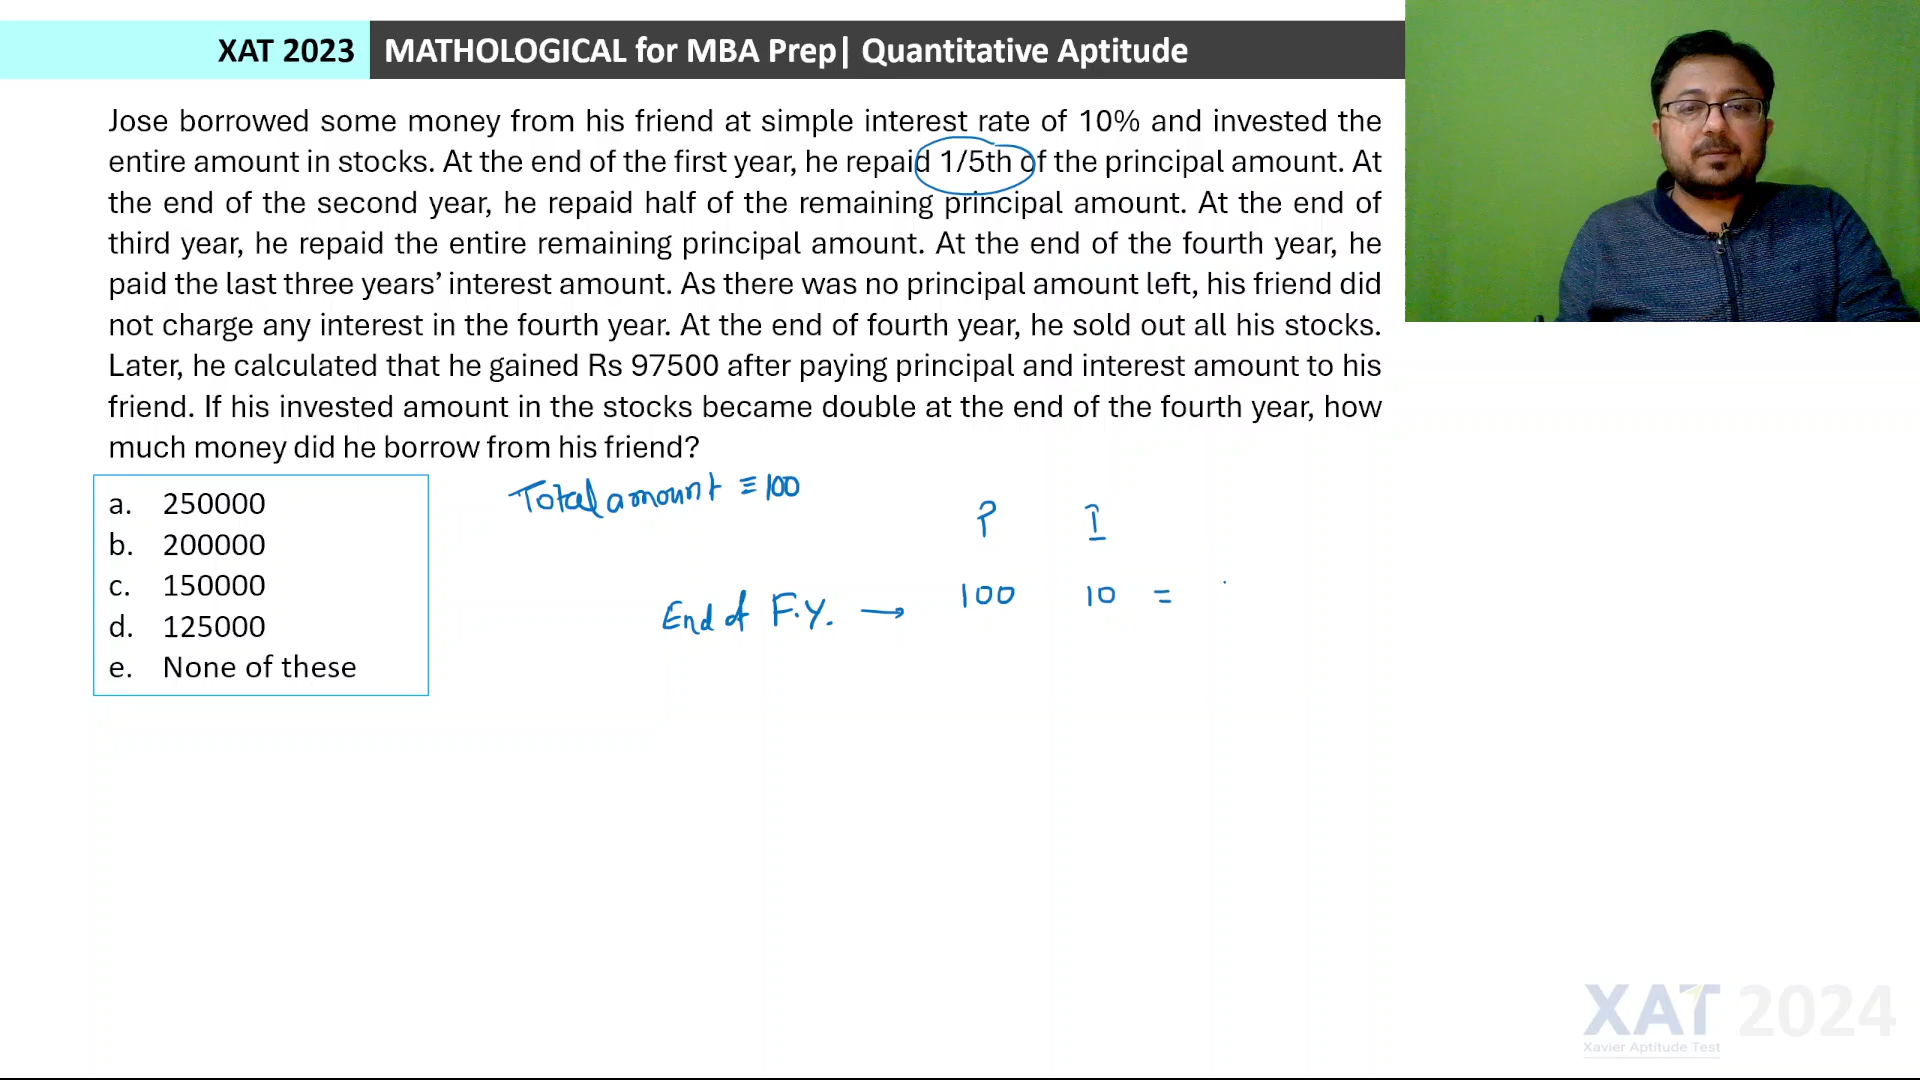 XAT 2023 MATHOLOGICAL for MBA Prep| Quantitative Aptitude
Jose borrowed some money from his friend at simple interest rate of 10% and invested the
entire amount in stocks. At the end of the first year, he repaid 1/5th of the principal amount. At
the end of the second year, he repaid half of the remaining principal amount. At the end of
third year, he repaid the entire remaining principal amount. At the end of the fourth year, he
paid the last three years’ interest amount. As there was no principal amount left, his friend did
not charge any interest in the fourth year. At the end of fourth year, he sold out all his stocks.
Later, he calculated that he gained Rs 97500 after paying principal and interest amount to his
friend. If his invested amount in the stocks became double at the end of the fourth year, how
much money did he borrow from his friend?
a. 250000
b. 200000
c. 150000
d. 125000
e. None of these
Total amount ≡ 100
P I
End of F.Y. → 100 10 =
XAT 2024
Xavier Aptitude Test